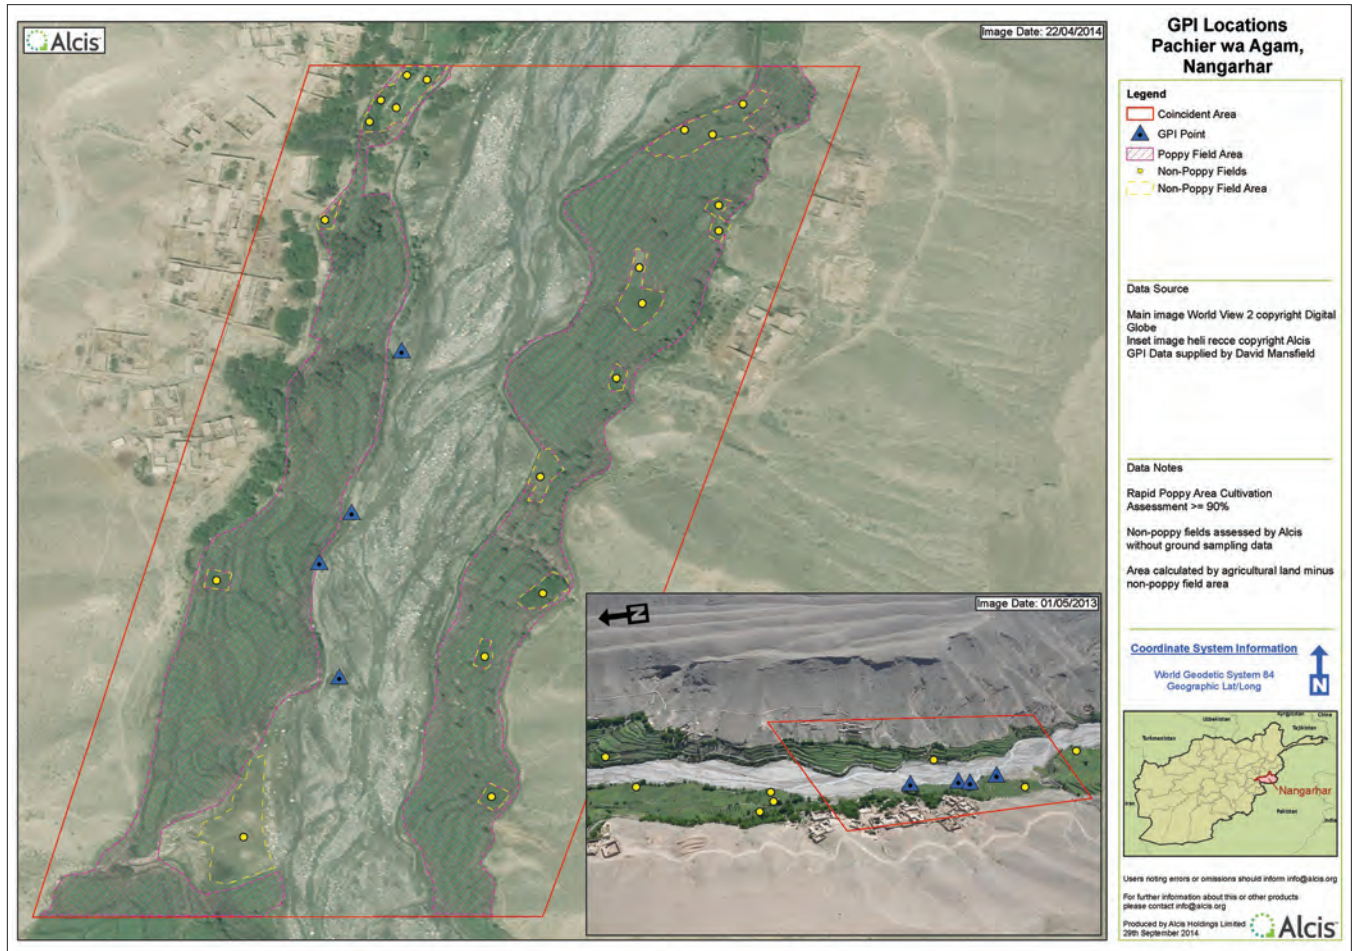 Alcis
Image Date: 22/04/2014
GPI Locations
Pachier wa Agam,
Nangarhar
Legend
Coincident Area
GPI Point
Poppy Field Area
Non-Poppy Fields
Non-Poppy Field Area
Data Source
Main image World View 2 copyright Digital
Globe
Inset image heli recce copyright Alcis
GPI Data supplied by David Mansfield
Data Notes
Rapid Poppy Area Cultivation
Assessment >= 90%
Non-poppy fields assessed by Alcis
without ground sampling data
Area calculated by agricultural land minus
non-poppy field area
Coordinate System Information
World Geodetic System 84
Geographic Lat/Long
N
Image Date: 01/05/2013
N
Uzbekistan
Kyrgyzstan
China
Tajikistan
Turkmenistan
Nangarhar
Iran
Pakistan
India
Users noting errors or omissions should inform info@alcis.org
For further information about this or other products
please contact info@alcis.org
Produced by Alcis Holdings Limited
29th September 2014
Alcis